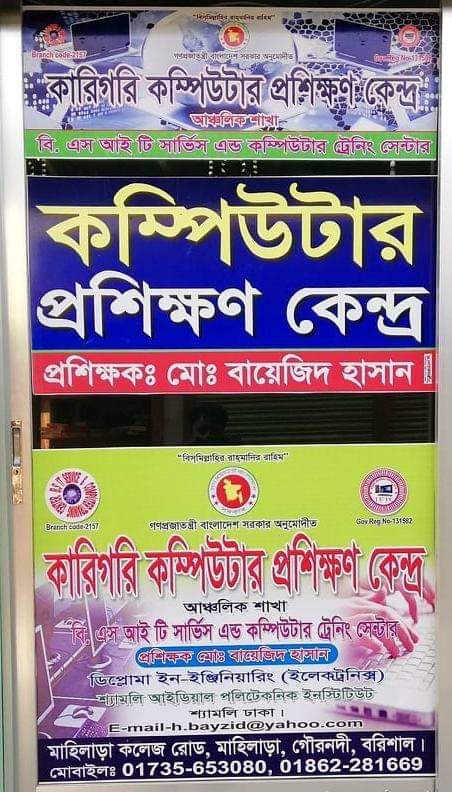 "বিসমিল্লাহির রাহমানির রাহিম"
গণপ্রজাতন্ত্রী বাংলাদেশ সরকার অনুমোদীত
Branch code-2157
Gov.Reg.No-131582
কারিগরি কম্পিউটার প্রশিক্ষণ কেন্দ্র
আঞ্চলিক শাখা
বি. এস আই টি সার্ভিস এন্ড কম্পিউটার ট্রেনিং সেন্টার
কম্পিউটার
প্রশিক্ষণ কেন্দ্র
প্রশিক্ষকঃ মোঃ বায়েজিদ হাসান
"বিস্‌মিল্লাহির রাহ্‌মানির রাহিম"
Branch code-2157
গণপ্রজাতন্ত্রী বাংলাদেশ সরকার অনুমোদীত
Gov.Reg.No-131582
কারিগরি কম্পিউটার প্রশিক্ষণ কেন্দ্র
আঞ্চলিক শাখা
বি. এস আই টি সার্ভিস এন্ড কম্পিউটার ট্রেনিং সেন্টার
প্রশিক্ষক মোঃ বায়েজিদ হাসান
ডিপ্লোমা ইন-ইঞ্জিনিয়ারিং (ইলেকট্রনিক্স)
শ্যামলি আইডিয়াল পলিটেকনিক ইনস্টিটিউট
শ্যামলি ঢাকা।
E-mail-h.bayzid@yahoo.com
মাহিলাড়া কলেজ রোড, মাহিলাড়া, গৌরনদী, বরিশাল।
মোবাইলঃ 01735-653080, 01862-281669